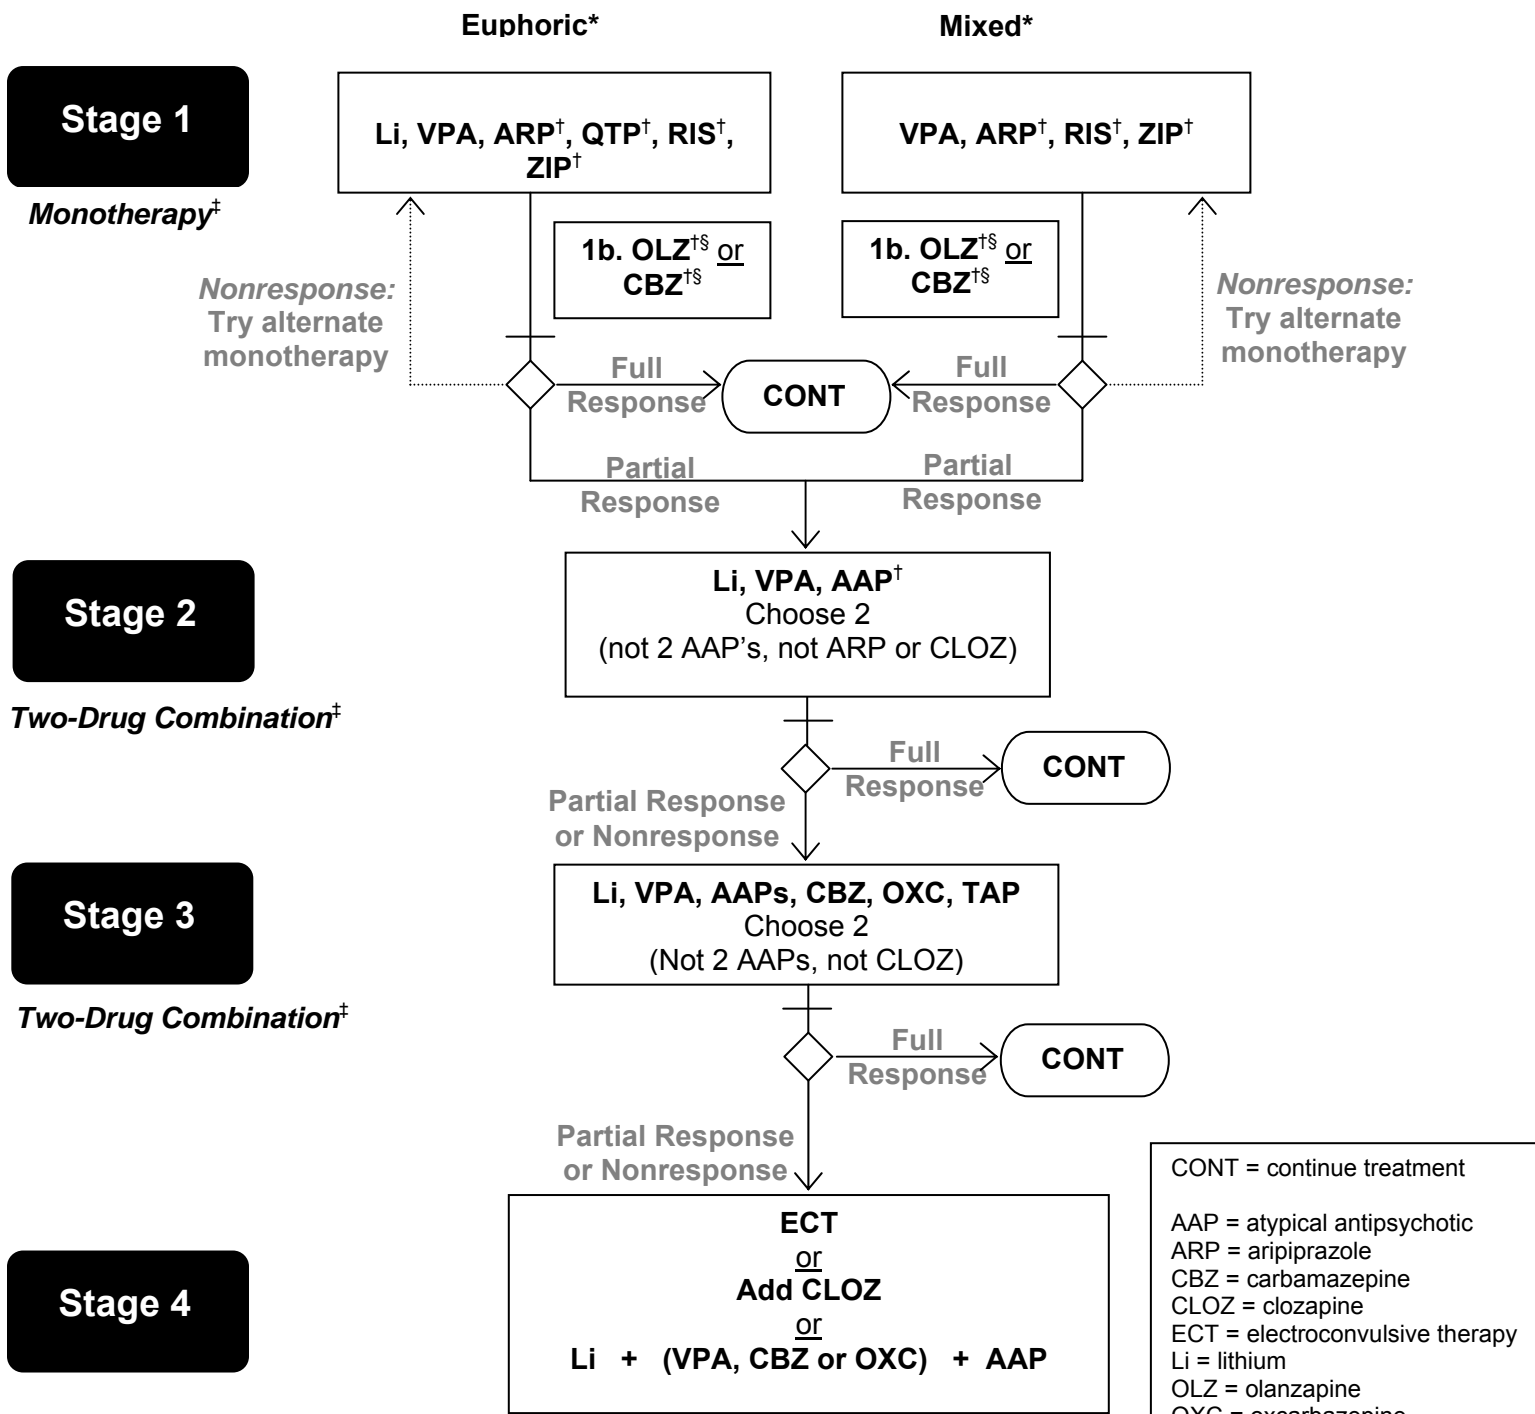 Euphoric*
Mixed*
Stage 1
Monotherapy‡
Li, VPA, ARP†, QTP†, RIS†,
ZIP†
VPA, ARP†, RIS†, ZIP†
1b. OLZ†§ or
CBZ†§
1b. OLZ†§ or
CBZ†§
Nonresponse:
Try alternate
monotherapy
Nonresponse:
Try alternate
monotherapy
Full
Response
CONT
Full
Response
Partial
Response
Partial
Response
Stage 2
Two-Drug Combination‡
Li, VPA, AAP†
Choose 2
(not 2 AAP’s, not ARP or CLOZ)
Full
Response
CONT
Partial Response
or Nonresponse
Stage 3
Two-Drug Combination‡
Li, VPA, AAPs, CBZ, OXC, TAP
Choose 2
(Not 2 AAPs, not CLOZ)
Full
Response
CONT
Partial Response
or Nonresponse
Stage 4
ECT
or
Add CLOZ
or
Li + (VPA, CBZ or OXC) + AAP
CONT = continue treatment
AAP = atypical antipsychotic
ARP = aripiprazole
CBZ = carbamazepine
CLOZ = clozapine
ECT = electroconvulsive therapy
Li = lithium
OLZ = olanzapine
OXC = oxcarbazepine